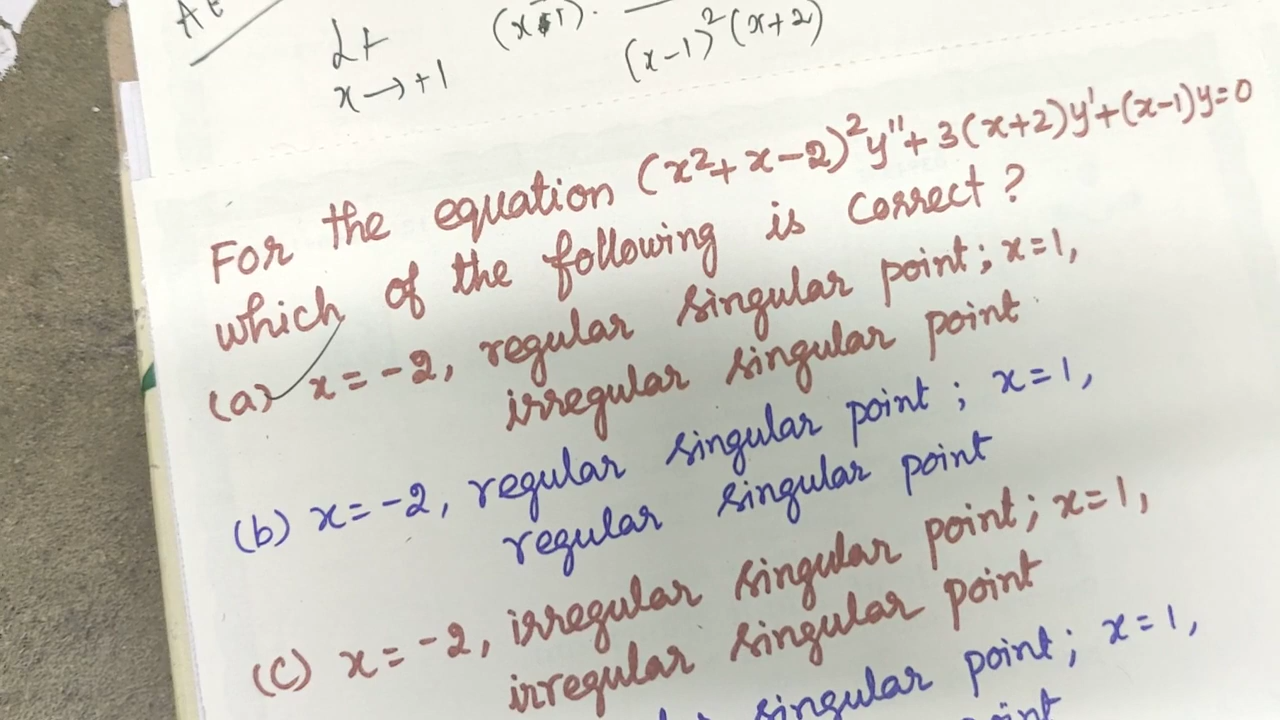 At
Lt (x-1).
x→+1 (x-1)²(x+2)
For the equation (x²+x-2)²y''+3(x+2)y'+(x-1)y=0
which of the following is correct?
(a) x=-2, regular singular point; x=1,
irregular singular point
(b) x=-2, regular singular point; x=1,
regular singular point
(c) x=-2, irregular singular point; x=1,
irregular singular point
singular point; x=1,